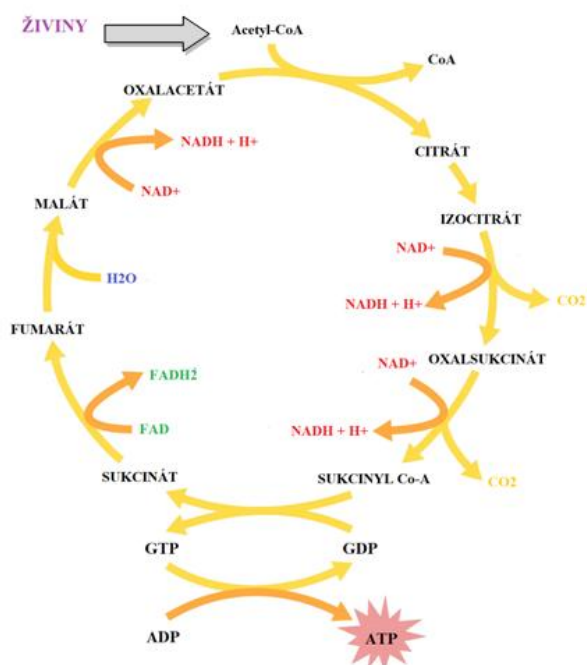 ŽIVINY
Acetyl-CoA
CoA
OXALACETÁT
CITRÁT
NADH + H+
NAD+
MALÁT
IZOCITRÁT
NAD+
H2O
NADH + H+
CO2
FUMARÁT
OXALSUKCINÁT
NAD+
FADH2́
FAD
NADH + H+
SUKCINÁT
SUKCINYL Co-A
CO2
GTP
GDP
ADP
ATP